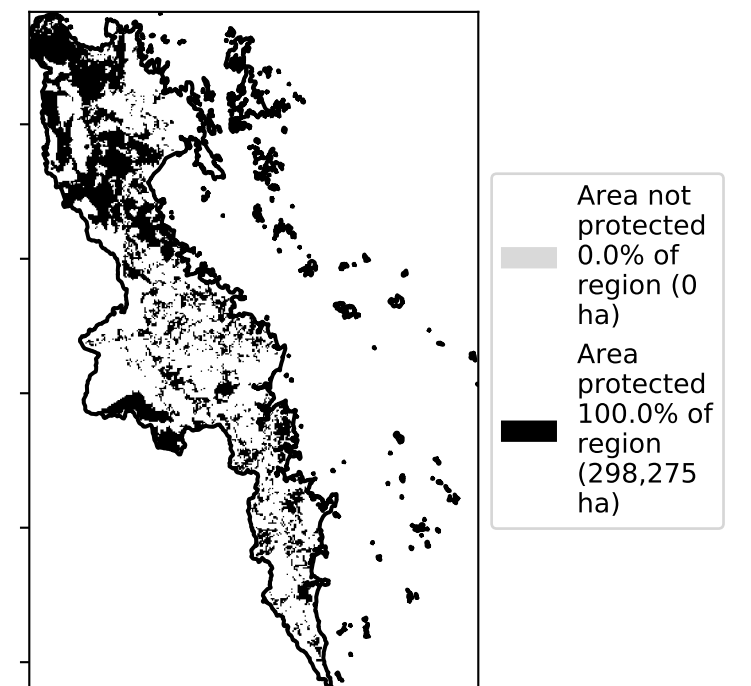 Area not
protected
0.0% of
region (0
ha)
Area
protected
100.0% of
region
(298,275
ha)